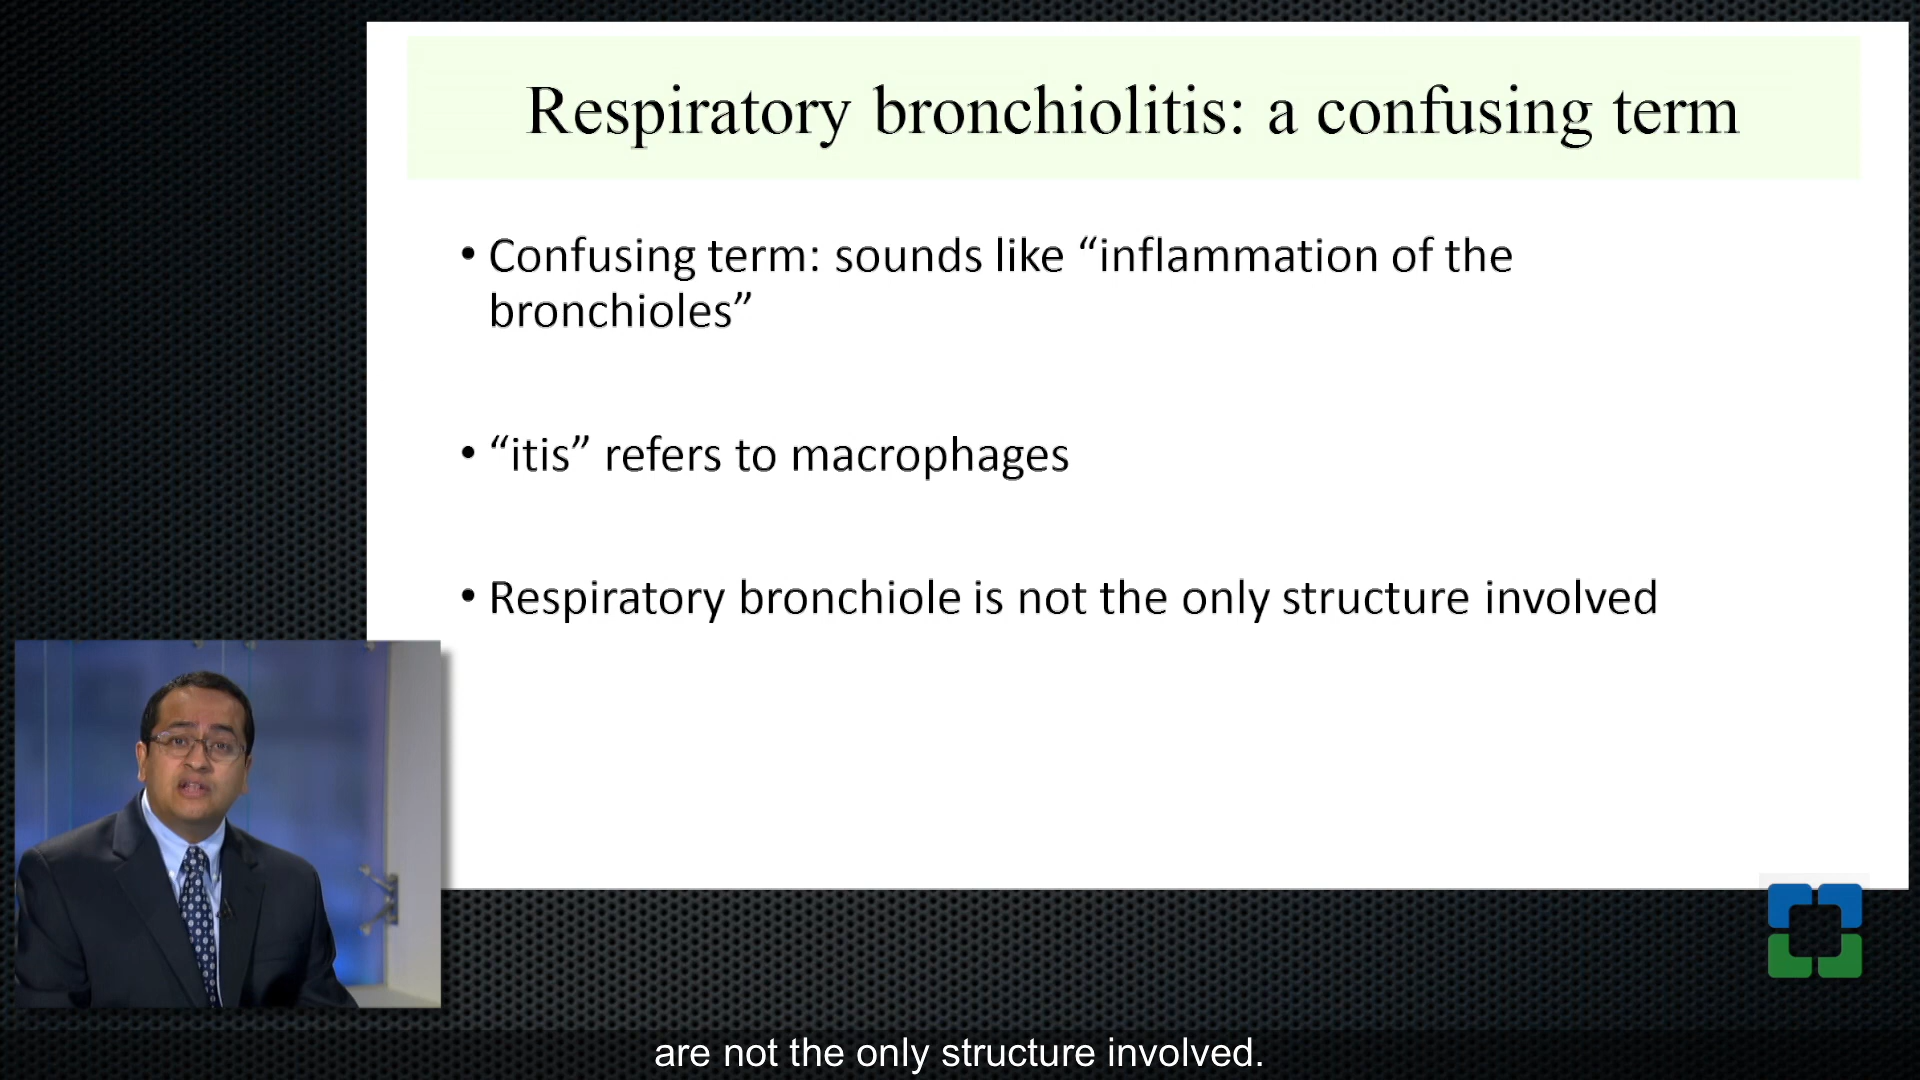 Respiratory bronchiolitis: a confusing term
• Confusing term: sounds like “inflammation of the
bronchioles”
• “itis” refers to macrophages
• Respiratory bronchiole is not the only structure involved
are not the only structure involved.